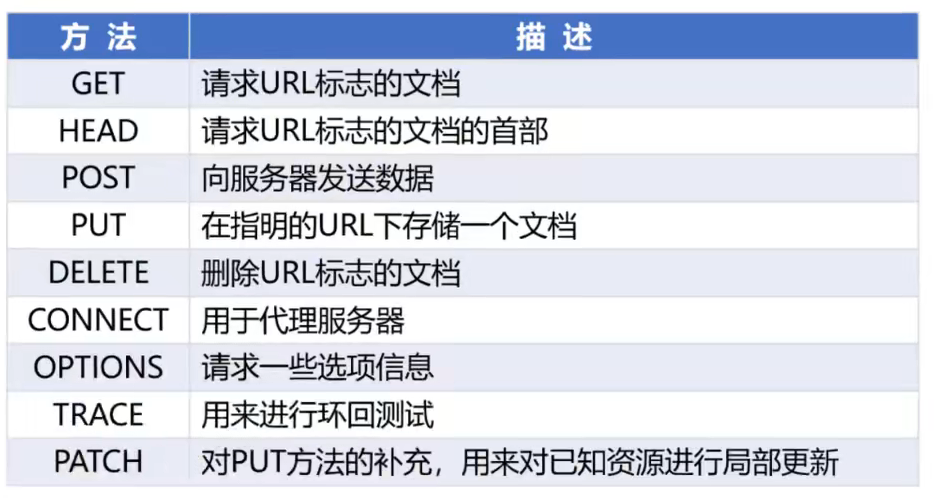 方 法 描 述
GET 请求URL标志的文档
HEAD 请求URL标志的文档的首部
POST 向服务器发送数据
PUT 在指明的URL下存储一个文档
DELETE 删除URL标志的文档
CONNECT 用于代理服务器
OPTIONS 请求一些选项信息
TRACE 用来进行环回测试
PATCH 对PUT方法的补充，用来对已知资源进行局部更新